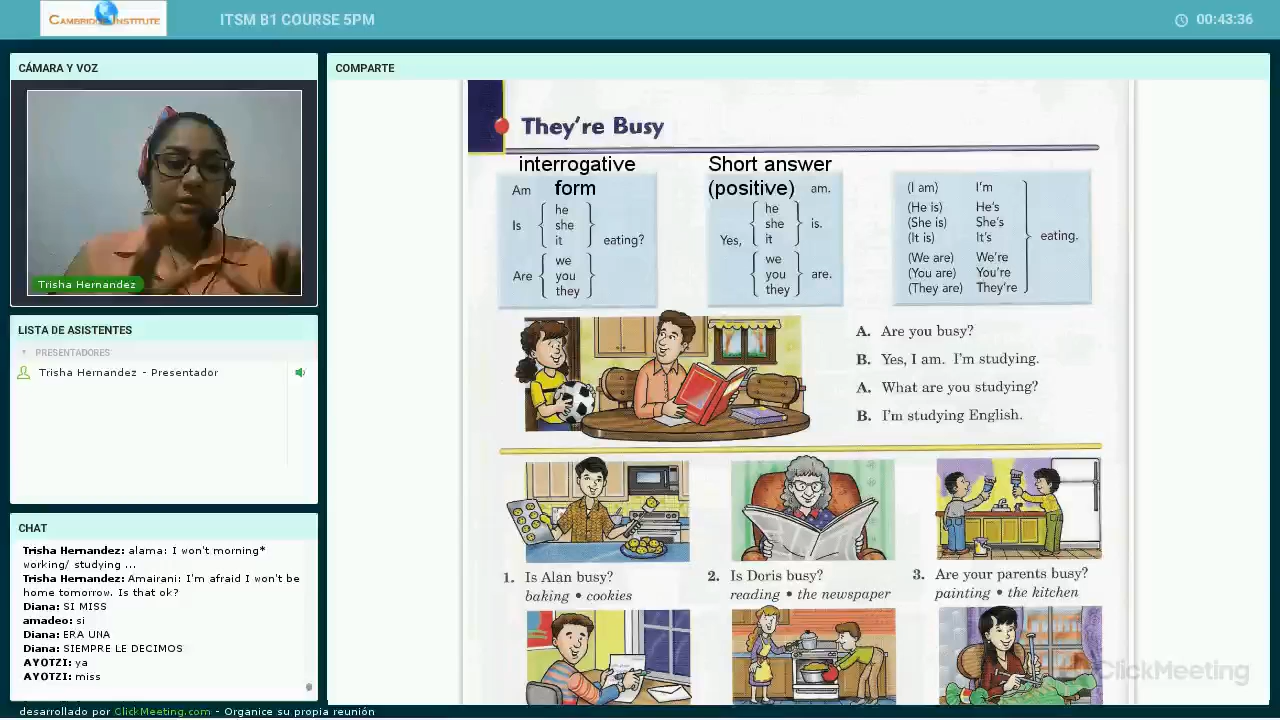 CAMBRIDGE INSTITUTE
ITSM B1 COURSE 5PM
00:43:36
CÁMARA Y VOZ
Trisha Hernandez
LISTA DE ASISTENTES
PRESENTADORES
Trisha Hernandez - Presentador
CHAT
Trisha Hernandez: alama: I won't morning*
working/ studying ...
Trisha Hernandez: Amairani: I'm afraid I won't be
home tomorrow. Is that ok?
Diana: SI MISS
amadeo: si
Diana: ERA UNA
Diana: SIEMPRE LE DECIMOS
AYOTZI: ya
AYOTZI: miss
COMPARTE
They're Busy
interrogative
form
Am
Is
he
she
it
Are
we
you
they
eating?
Short answer
(positive)
am.
Yes,
he
she
it
is.
we
you
they
are.
(I am) I'm
(He is) He's
(She is) She's
(It is) It's
(We are) We're
(You are) You're
(They are) They're
eating.
A. Are you busy?
B. Yes, I am. I'm studying.
A. What are you studying?
B. I'm studying English.
1. Is Alan busy?
baking • cookies
2. Is Doris busy?
reading • the newspaper
3. Are your parents busy?
painting • the kitchen
ClickMeeting
desarrollado por ClickMeeting.com - Organice su propia reunión